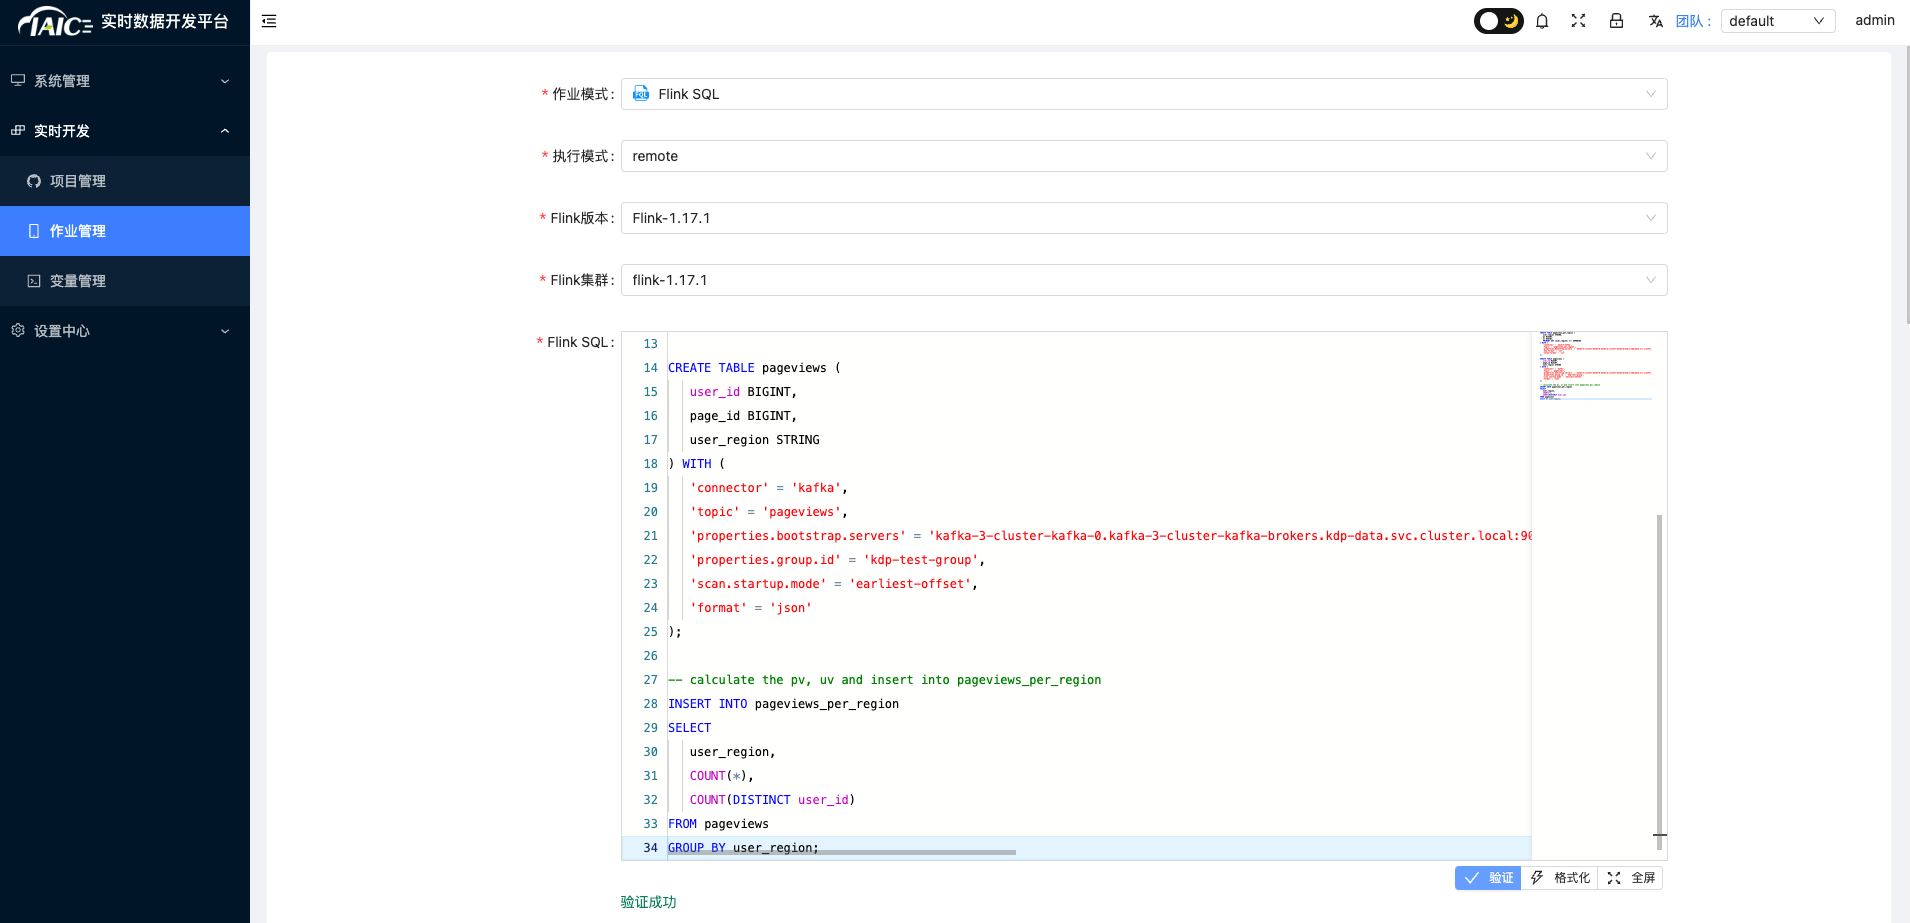 IAIC 实时数据开发平台
团队 :
default
admin
系统管理
实时开发
项目管理
作业管理
变量管理
设置中心
* 作业模式 :
Flink SQL
* 执行模式 :
remote
* Flink版本 :
Flink-1.17.1
* Flink集群 :
flink-1.17.1
* Flink SQL :
13
14 CREATE TABLE pageviews (
15 user_id BIGINT,
16 page_id BIGINT,
17 user_region STRING
18 ) WITH (
19 'connector' = 'kafka',
20 'topic' = 'pageviews',
21 'properties.bootstrap.servers' = 'kafka-3-cluster-kafka-0.kafka-3-cluster-kafka-brokers.kdp-data.svc.cluster.local:90
22 'properties.group.id' = 'kdp-test-group',
23 'scan.startup.mode' = 'earliest-offset',
24 'format' = 'json'
25 );
26
27 -- calculate the pv, uv and insert into pageviews_per_region
28 INSERT INTO pageviews_per_region
29 SELECT
30 user_region,
31 COUNT(*),
32 COUNT(DISTINCT user_id)
33 FROM pageviews
34 GROUP BY user_region;
验证
格式化
全屏
验证成功